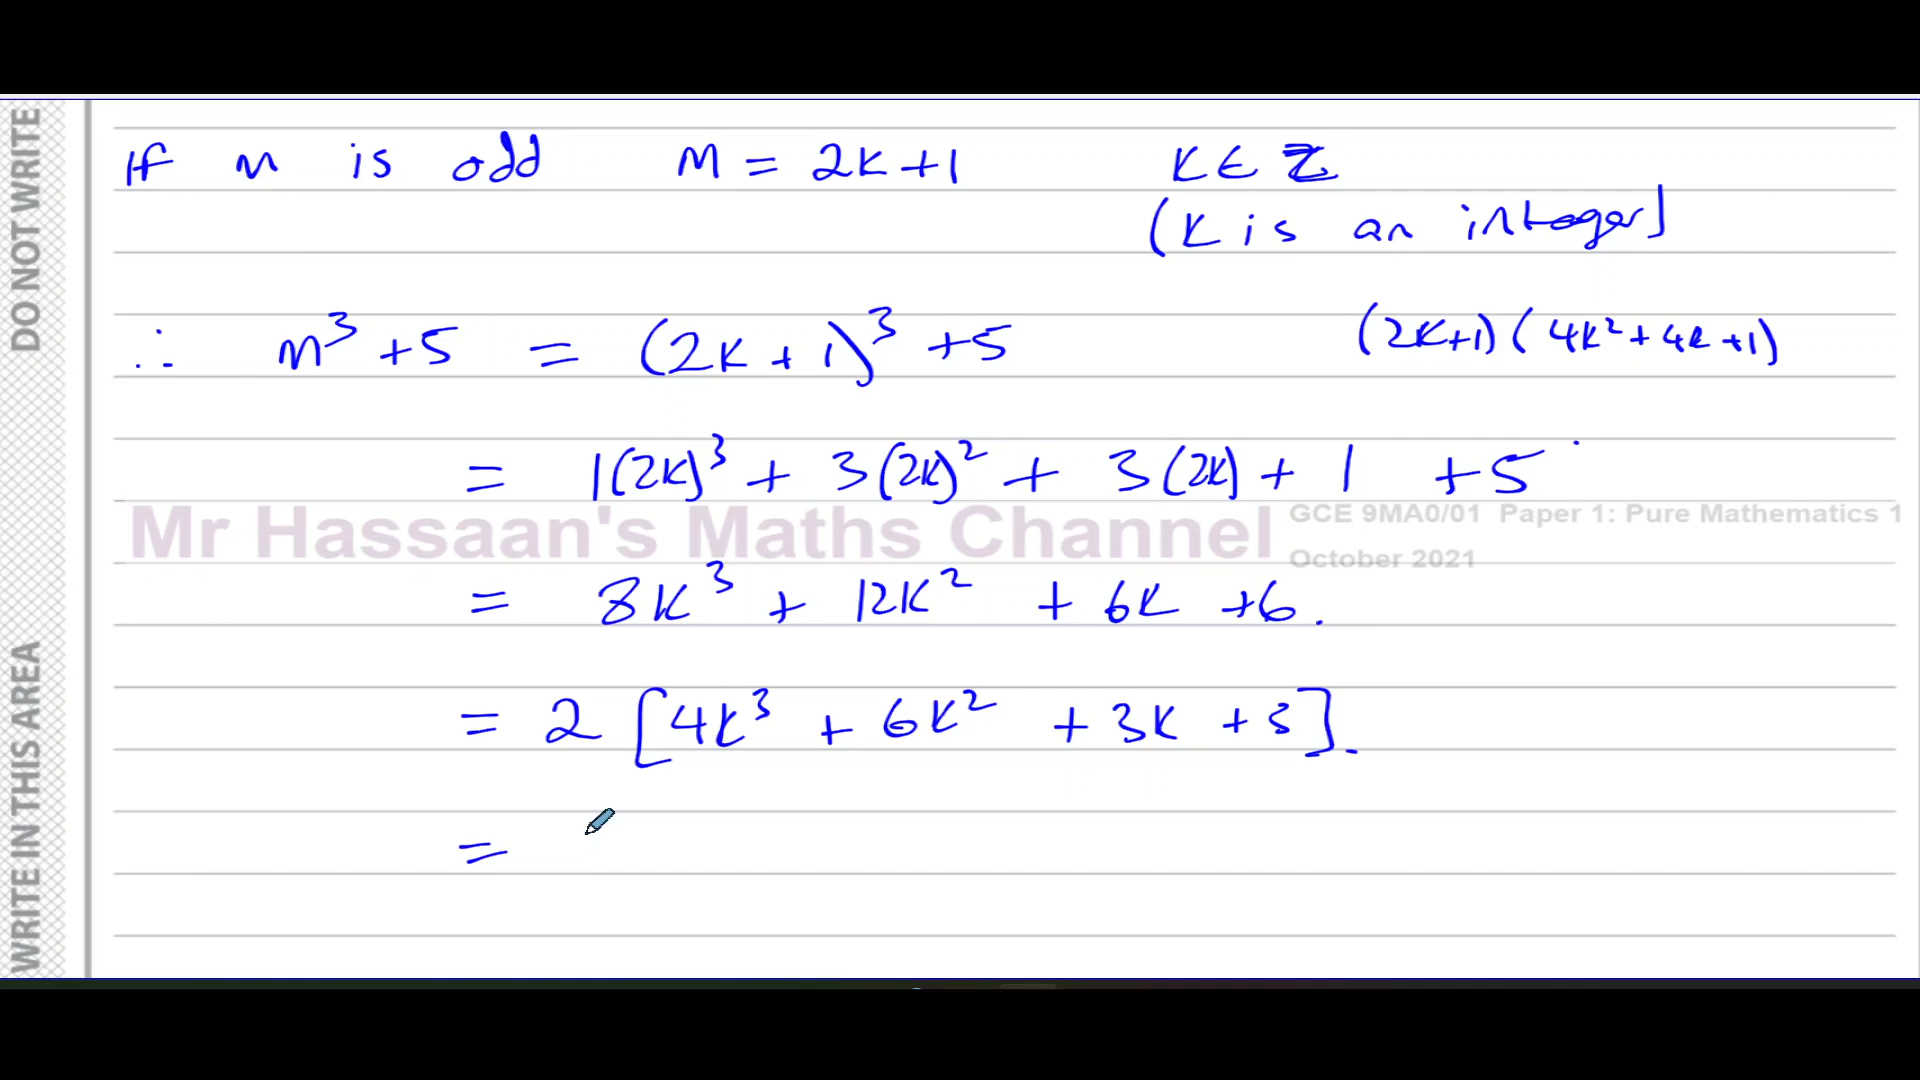 DO NOT WRITE
WRITE IN THIS AREA
If n is odd n = 2k+1 k ∈ ℤ
(k is an integer)
∴ n³ +5 = (2k + 1)³ +5 (2k+1)(4k²+4k+1)
= 1(2k)³ + 3(2k)² + 3(2k) + 1 +5
Mr Hassaan's Maths Channel
GCE 9MA0/01 Paper 1: Pure Mathematics 1
October 2021
= 8k³ + 12k² + 6k +6.
= 2 [4k³ + 6k² + 3k +3].
=